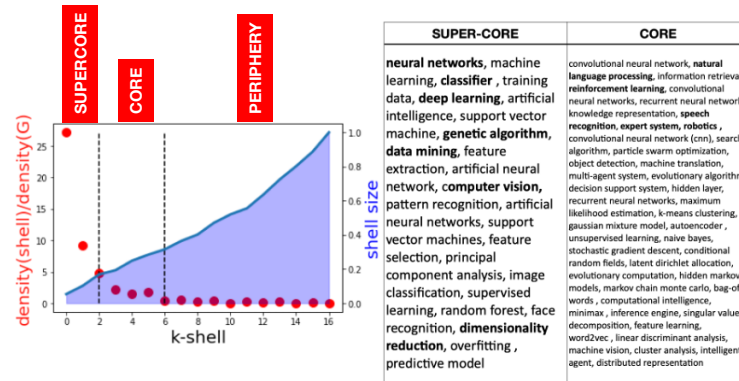 SUPERCORE
CORE
PERIPHERY
density(shell)/density(G)
25
20
15
10
5
0
1.0
0.8
0.6
0.4
0.2
0.0
shell size
0 2 4 6 8 10 12 14 16
k-shell
SUPER-CORE
neural networks, machine
learning, classifier , training
data, deep learning, artificial
intelligence, support vector
machine, genetic algorithm,
data mining, feature
extraction, artificial neural
network, computer vision,
pattern recognition, artificial
neural networks, support
vector machines, feature
selection, principal
component analysis, image
classification, supervised
learning, random forest, face
recognition, dimensionality
reduction, overfitting ,
predictive model
CORE
convolutional neural network, natural
language processing, information retrieva
reinforcement learning, convolutional
neural networks, recurrent neural network
knowledge representation, speech
recognition, expert system, robotics ,
convolutional neural network (cnn), search
algorithm, particle swarm optimization,
object detection, machine translation,
multi-agent system, evolutionary algorithm
decision support system, hidden layer,
recurrent neural networks, maximum
likelihood estimation, k-means clustering,
gaussian mixture model, autoencoder ,
unsupervised learning, naive bayes,
stochastic gradient descent, conditional
random fields, latent dirichlet allocation,
evolutionary computation, hidden markov
models, markov chain monte carlo, bag-of
words , computational intelligence,
minimax , inference engine, singular value
decomposition, feature learning,
word2vec , linear discriminant analysis,
machine vision, cluster analysis, intelligent
agent, distributed representation